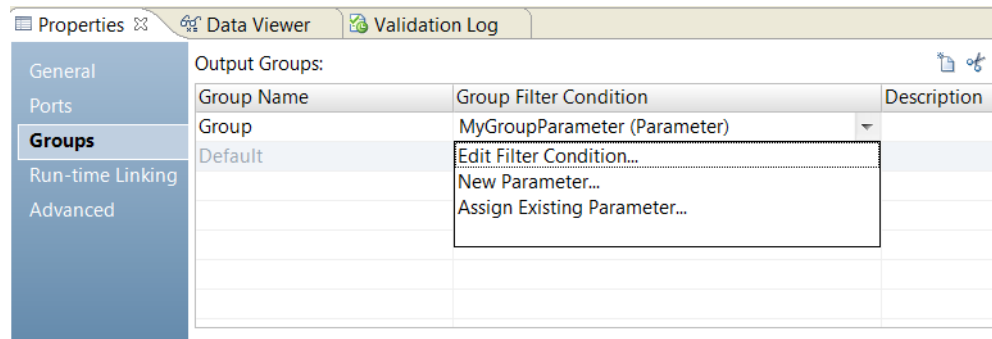 Properties Data Viewer Validation Log
General
Ports
Groups
Run-time Linking
Advanced
Output Groups:
Group Name Group Filter Condition Description
Group MyGroupParameter (Parameter)
Default
Edit Filter Condition...
New Parameter...
Assign Existing Parameter...